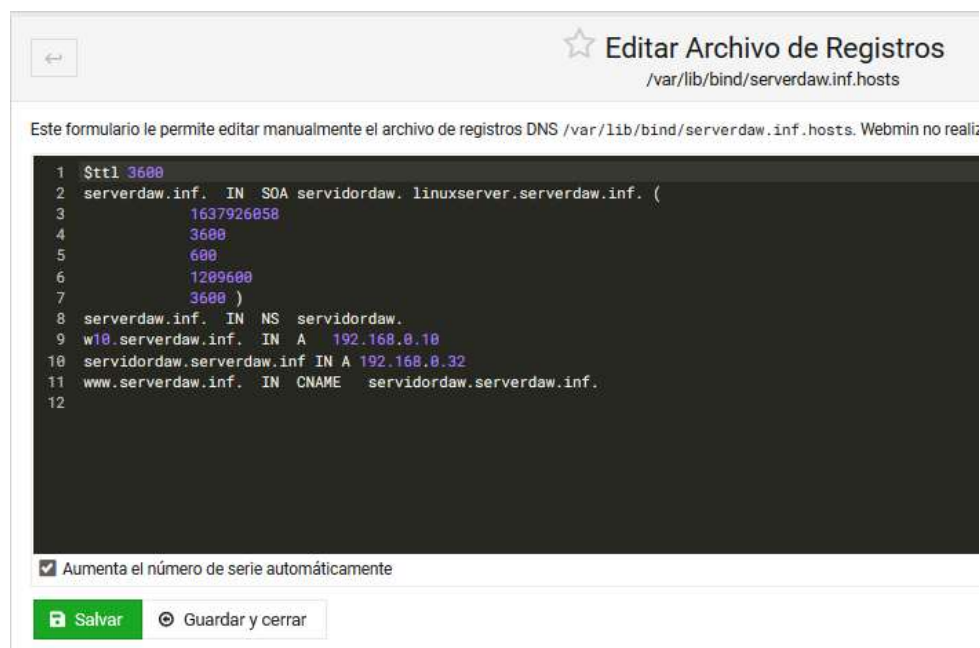 Editar Archivo de Registros
/var/lib/bind/serverdaw.inf.hosts
Este formulario le permite editar manualmente el archivo de registros DNS /var/lib/bind/serverdaw.inf.hosts. Webmin no realiz
1 $ttl 3600
2 serverdaw.inf. IN SOA servidordaw. linuxserver.serverdaw.inf. (
3 1637926058
4 3600
5 600
6 1209600
7 3600 )
8 serverdaw.inf. IN NS servidordaw.
9 w10.serverdaw.inf. IN A 192.168.0.10
10 servidordaw.serverdaw.inf IN A 192.168.0.32
11 www.serverdaw.inf. IN CNAME servidordaw.serverdaw.inf.
12
Aumenta el número de serie automáticamente
Salvar Guardar y cerrar